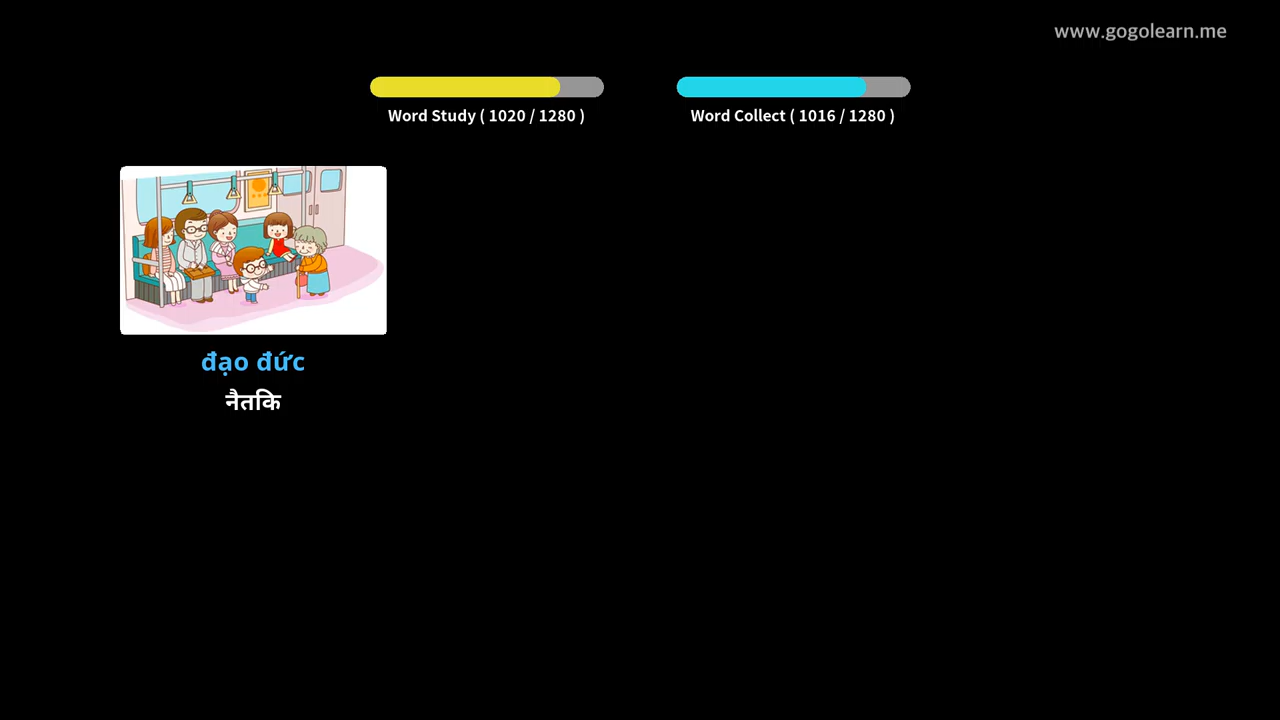 www.gogolearn.me
Word Study ( 1020 / 1280 )
Word Collect ( 1016 / 1280 )
đạo đức
नैतकि